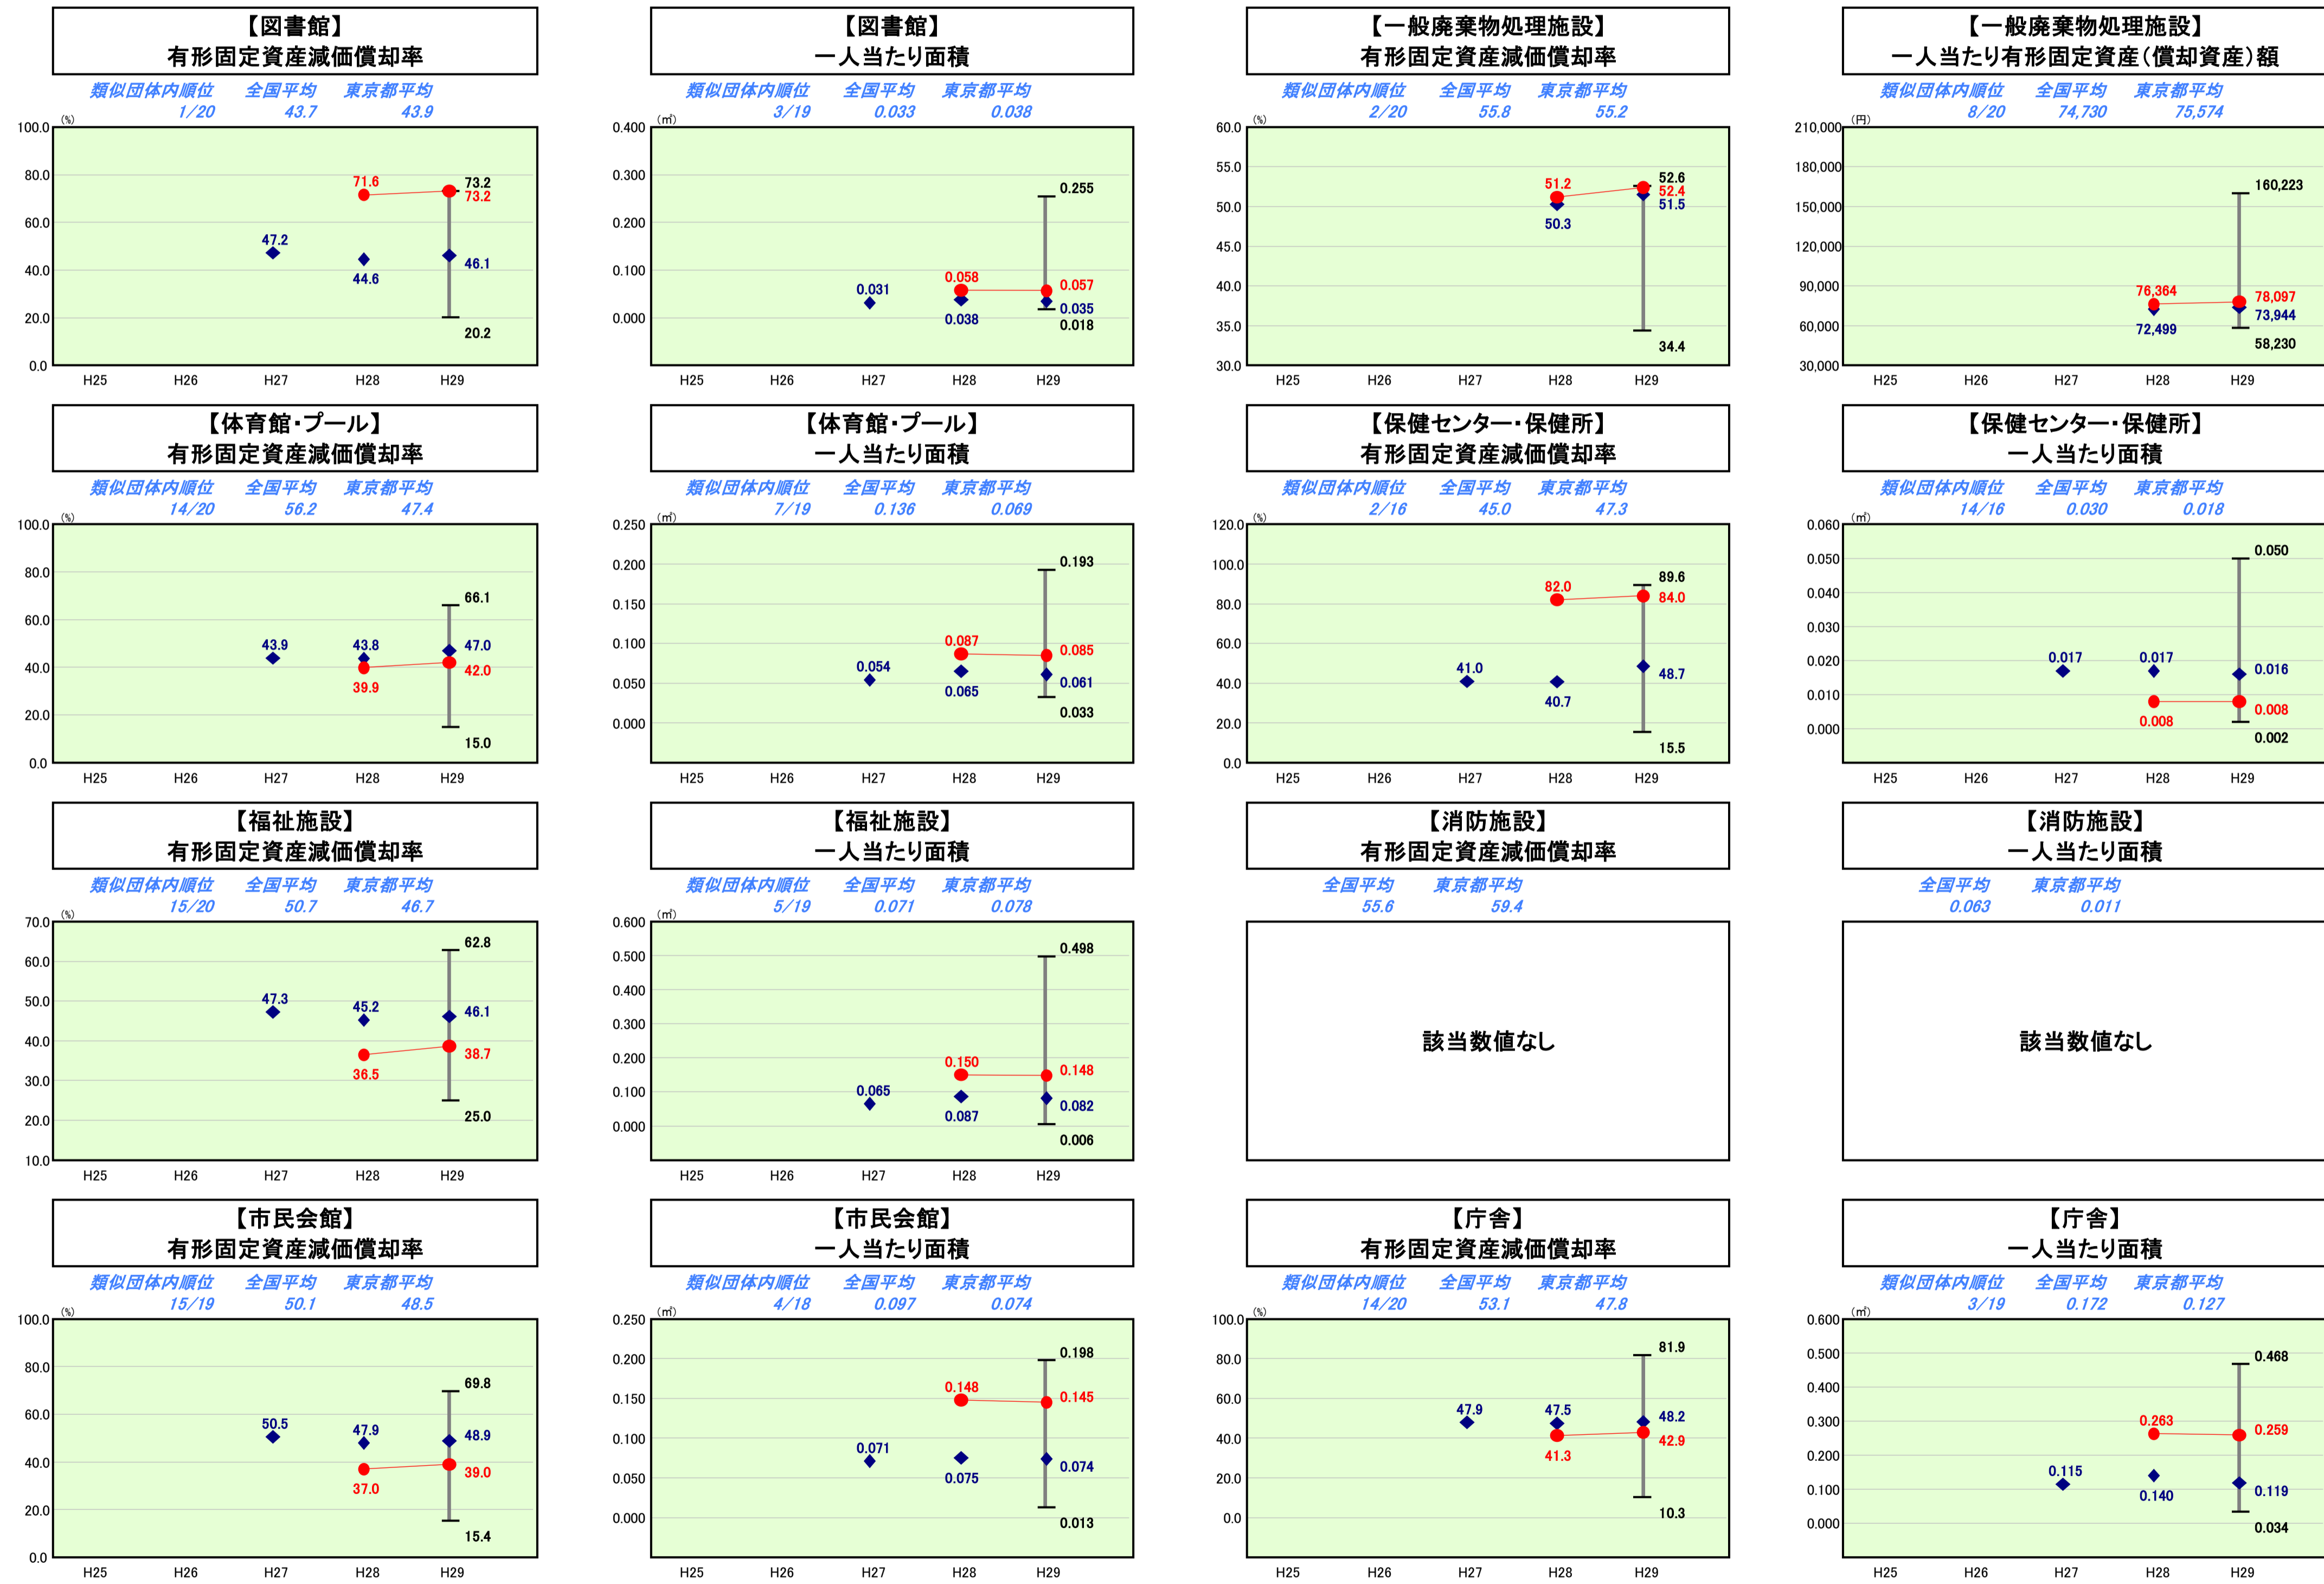 【図書館】
有形固定資産減価償却率
類似団体内順位 全国平均 東京都平均
1/20 43.7 43.9
(%)
100.0
80.0
60.0
40.0
20.0
0.0
71.6
73.2
73.2
47.2
44.6
46.1
20.2
H25 H26 H27 H28 H29
【図書館】
一人当たり面積
類似団体内順位 全国平均 東京都平均
3/19 0.033 0.038
(㎡)
0.400
0.300
0.200
0.100
0.000
0.255
0.058
0.057
0.031
0.038
0.035
0.018
H25 H26 H27 H28 H29
【一般廃棄物処理施設】
有形固定資産減価償却率
類似団体内順位 全国平均 東京都平均
2/20 55.8 55.2
(%)
60.0
55.0
50.0
45.0
40.0
35.0
30.0
51.2
52.6
52.4
51.5
50.3
34.4
H25 H26 H27 H28 H29
【一般廃棄物処理施設】
一人当たり有形固定資産(償却資産)額
類似団体内順位 全国平均 東京都平均
8/20 74,730 75,574
(円)
210,000
180,000
150,000
120,000
90,000
60,000
30,000
160,223
76,364
78,097
72,499
73,944
58,230
H25 H26 H27 H28 H29
【体育館・プール】
有形固定資産減価償却率
類似団体内順位 全国平均 東京都平均
14/20 56.2 47.4
(%)
100.0
80.0
60.0
40.0
20.0
0.0
66.1
43.9
43.8
47.0
39.9
42.0
15.0
H25 H26 H27 H28 H29
【体育館・プール】
一人当たり面積
類似団体内順位 全国平均 東京都平均
7/19 0.136 0.069
(㎡)
0.250
0.200
0.150
0.100
0.050
0.000
0.193
0.087
0.085
0.054
0.065
0.061
0.033
H25 H26 H27 H28 H29
【保健センター・保健所】
有形固定資産減価償却率
類似団体内順位 全国平均 東京都平均
2/16 45.0 47.3
(%)
120.0
100.0
80.0
60.0
40.0
20.0
0.0
82.0
89.6
84.0
41.0
40.7
48.7
15.5
H25 H26 H27 H28 H29
【保健センター・保健所】
一人当たり面積
類似団体内順位 全国平均 東京都平均
14/16 0.030 0.018
(㎡)
0.060
0.050
0.040
0.030
0.020
0.010
0.000
0.050
0.017
0.017
0.016
0.008
0.008
0.002
H25 H26 H27 H28 H29
【福祉施設】
有形固定資産減価償却率
類似団体内順位 全国平均 東京都平均
15/20 50.7 46.7
(%)
70.0
60.0
50.0
40.0
30.0
20.0
10.0
62.8
47.3
45.2
46.1
36.5
38.7
25.0
H25 H26 H27 H28 H29
【福祉施設】
一人当たり面積
類似団体内順位 全国平均 東京都平均
5/19 0.071 0.078
(㎡)
0.600
0.500
0.400
0.300
0.200
0.100
0.000
0.498
0.150
0.148
0.065
0.087
0.082
0.006
H25 H26 H27 H28 H29
【消防施設】
有形固定資産減価償却率
全国平均 東京都平均
55.6 59.4
該当数値なし
【消防施設】
一人当たり面積
全国平均 東京都平均
0.063 0.011
該当数値なし
【市民会館】
有形固定資産減価償却率
類似団体内順位 全国平均 東京都平均
15/19 50.1 48.5
(%)
100.0
80.0
60.0
40.0
20.0
0.0
69.8
50.5
47.9
48.9
37.0
39.0
15.4
H25 H26 H27 H28 H29
【市民会館】
一人当たり面積
類似団体内順位 全国平均 東京都平均
4/18 0.097 0.074
(㎡)
0.250
0.200
0.150
0.100
0.050
0.000
0.198
0.148
0.145
0.071
0.075
0.074
0.013
H25 H26 H27 H28 H29
【庁舎】
有形固定資産減価償却率
類似団体内順位 全国平均 東京都平均
14/20 53.1 47.8
(%)
100.0
80.0
60.0
40.0
20.0
0.0
81.9
47.9
47.5
48.2
41.3
42.9
10.3
H25 H26 H27 H28 H29
【庁舎】
一人当たり面積
類似団体内順位 全国平均 東京都平均
3/19 0.172 0.127
(㎡)
0.600
0.500
0.400
0.300
0.200
0.100
0.000
0.468
0.263
0.259
0.115
0.140
0.119
0.034
H25 H26 H27 H28 H29